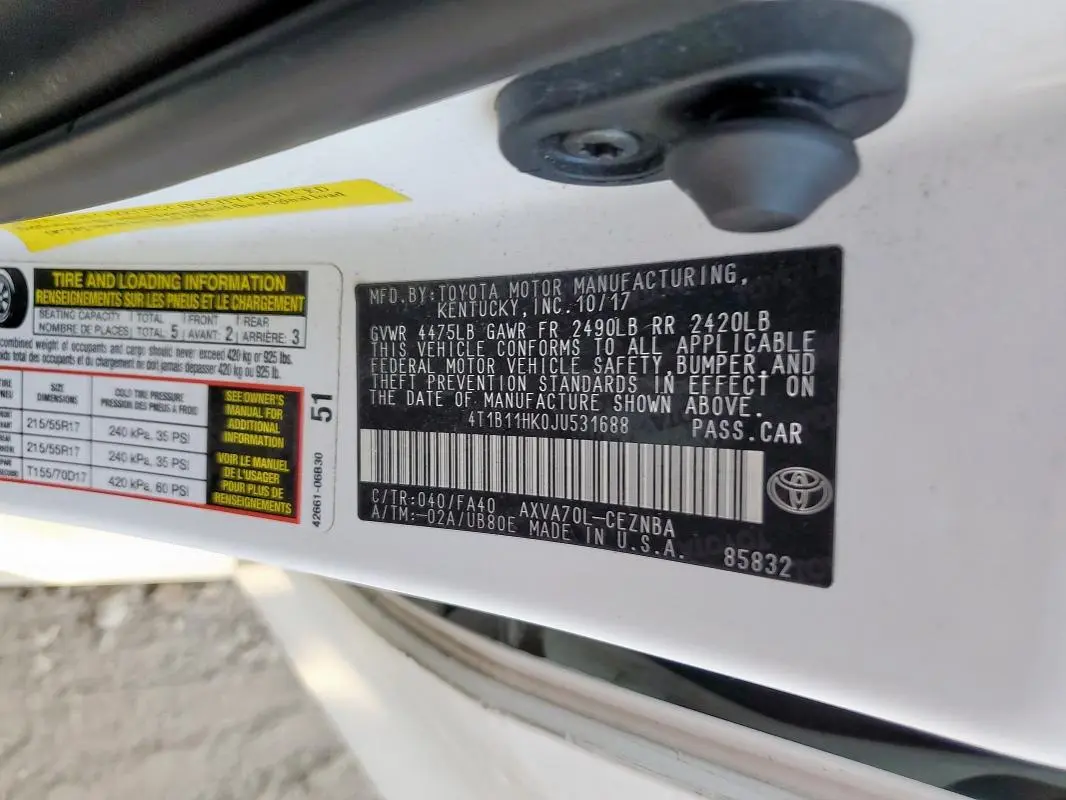 TIRE AND LOADING INFORMATION
RENSEIGNEMENTS SUR LES PNEUS ET LE CHARGEMENT
SEATING CAPACITY TOTAL FRONT REAR
NOMBRE DE PLACES: TOTAL: 5 AVANT: 2 ARRIÈRE: 3
combined weight of occupants and cargo should never exceed 420 kg or 925 lbs.
total des occupants et du chargement ne doit jamais dépasser 420 kg ou 925 lb.
SIZE
DIMENSIONS
COLD TIRE PRESSURE
PRESSION DES PNEUS À FROID
215/55R17 240 kPa, 35 PSI
215/55R17 240 kPa, 35 PSI
T155/70D17 420 kPa, 60 PSI
SEE OWNER'S
MANUAL FOR
ADDITIONAL
INFORMATION
VOIR LE MANUEL
DE L'USAGER
POUR PLUS DE
RENSEIGNEMENTS
51
42661-06B30
MFD.BY:TOYOTA MOTOR MANUFACTURING,
KENTUCKY,INC.10/17
GVWR 4475LB GAWR FR 2490LB RR 2420LB
THIS VEHICLE CONFORMS TO ALL APPLICABLE
FEDERAL MOTOR VEHICLE SAFETY,BUMPER,AND
THEFT PREVENTION STANDARDS IN EFFECT ON
THE DATE OF MANUFACTURE SHOWN ABOVE.
4T1B11HK0JU531688 PASS.CAR
C/TR:040/FA40 AXVA70L-CEZNBA
A/TM:-02A/UB80E MADE IN U.S.A.
85832